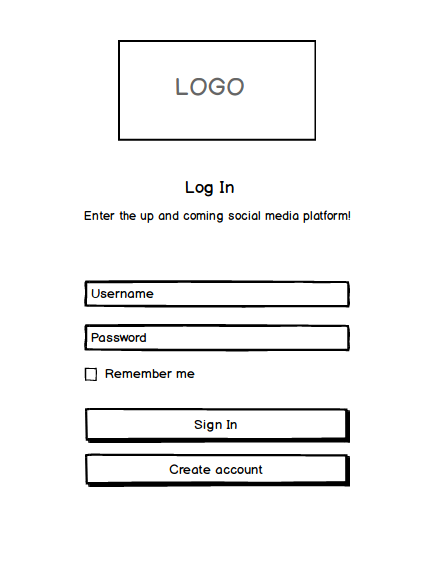 LOGO
Log In
Enter the up and coming social media platform!
Username
Password
Remember me
Sign In
Create account